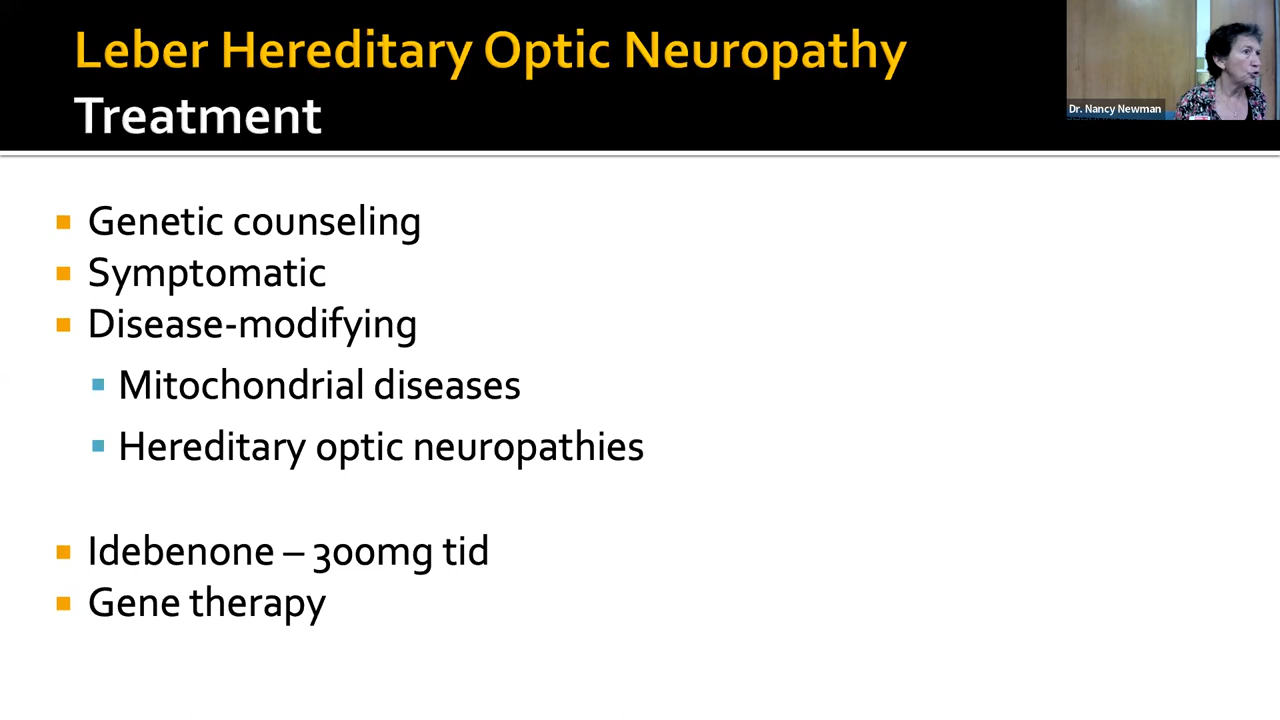 Leber Hereditary Optic Neuropathy
Treatment
Dr. Nancy Newman
Genetic counseling
Symptomatic
Disease-modifying
Mitochondrial diseases
Hereditary optic neuropathies
Idebenone – 300mg tid
Gene therapy